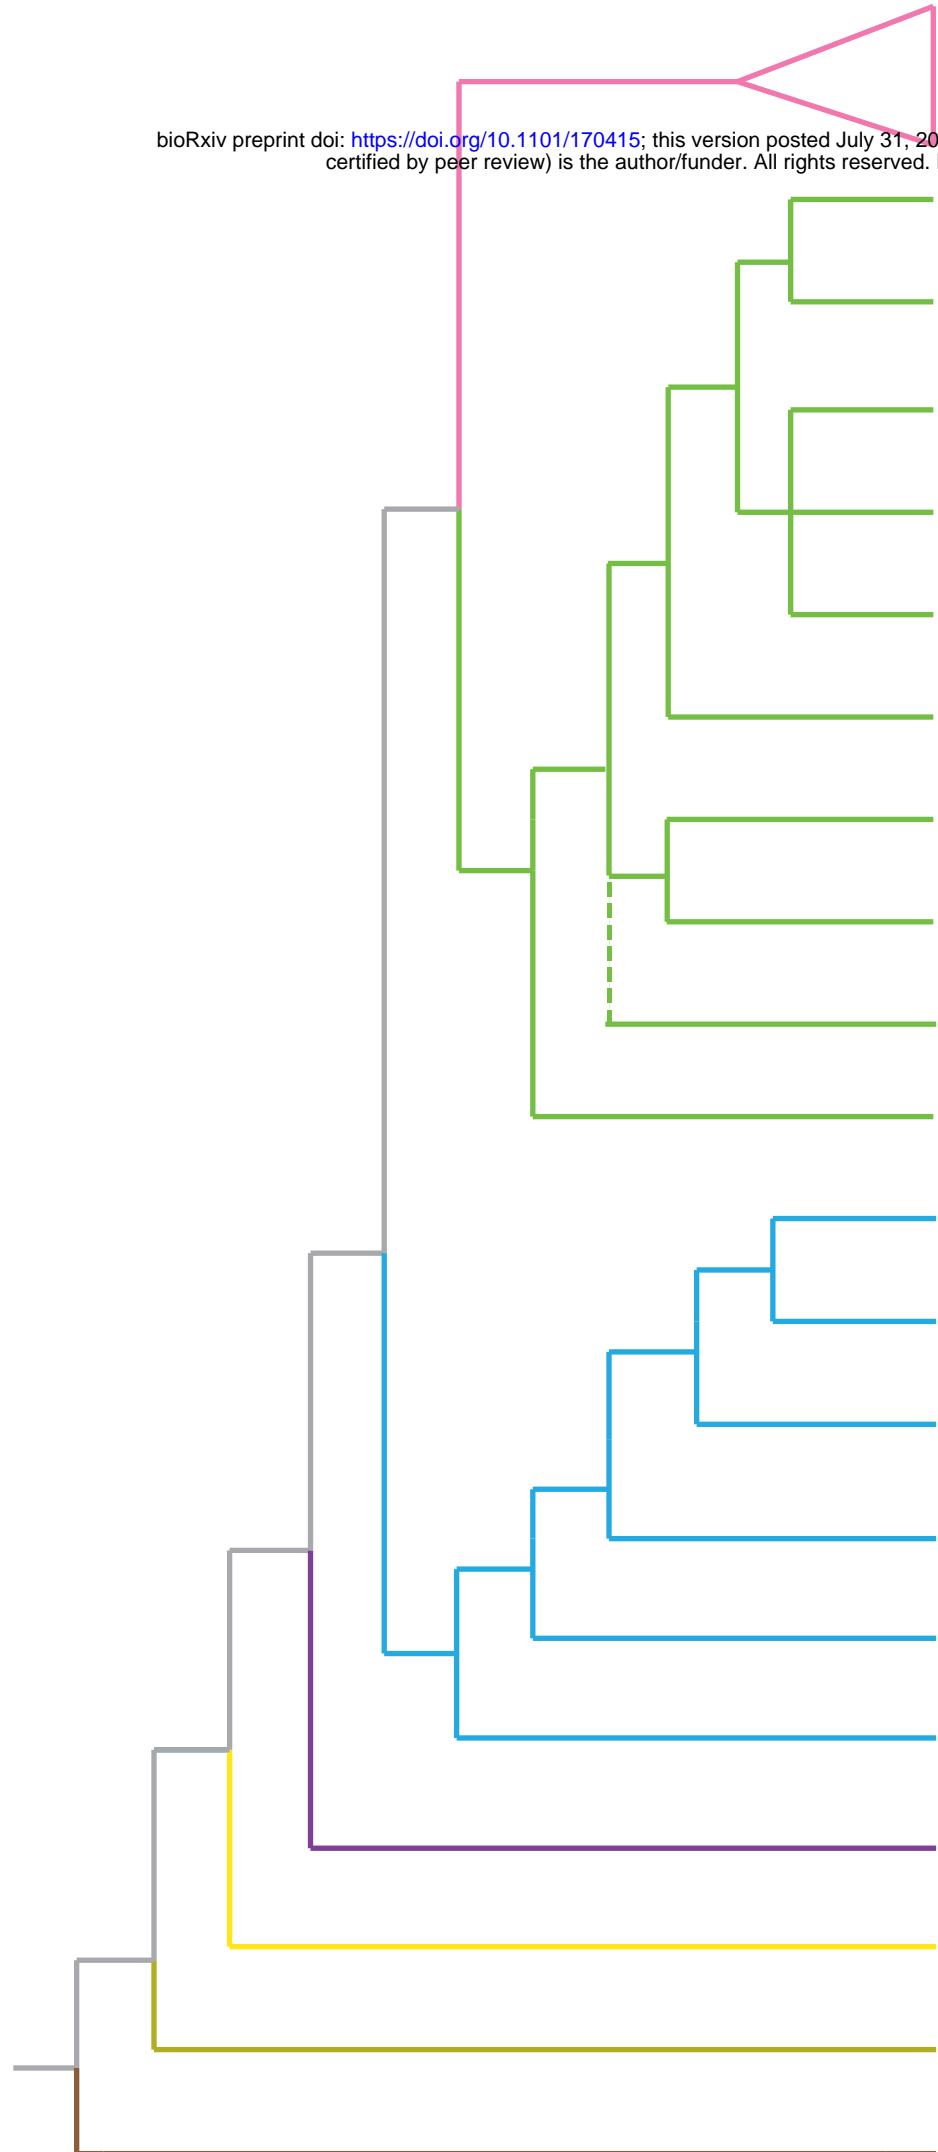 bioRxiv preprint doi: https://doi.org/10.1101/170415; this version posted July 31, 20
certified by peer review) is the author/funder. All rights reserved.